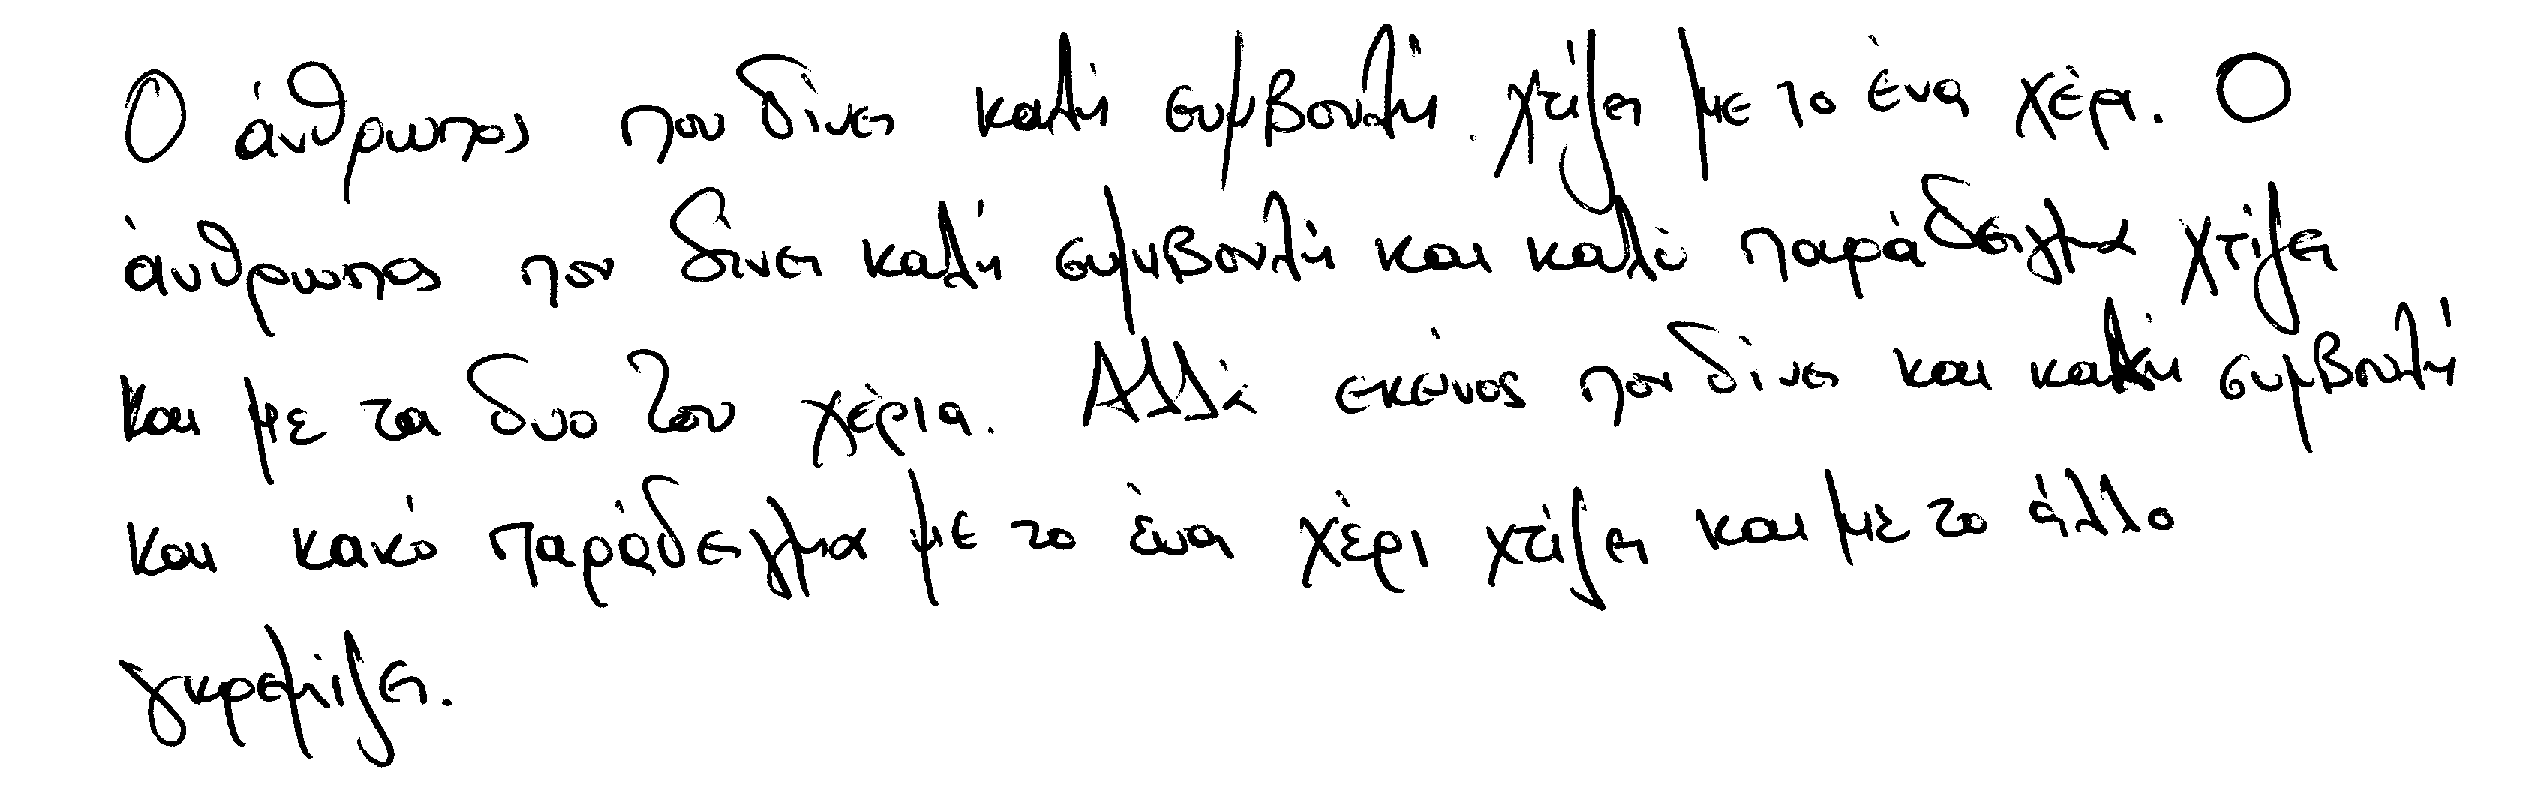 Ο άνθρωπος που δίνει καλή συμβουλή. χτίζει με το ένα χέρι. Ο
άνθρωπος που δίνει καλή συμβουλή και καλό παράδειγμα χτίζει
και με τα δυο του χέρια. Αλλά εκείνος που δίνει και καλή συμβουλή
και κακό παράδειγμα με το ένα χέρι χτίζει και με το άλλο
γκρεμίζει.